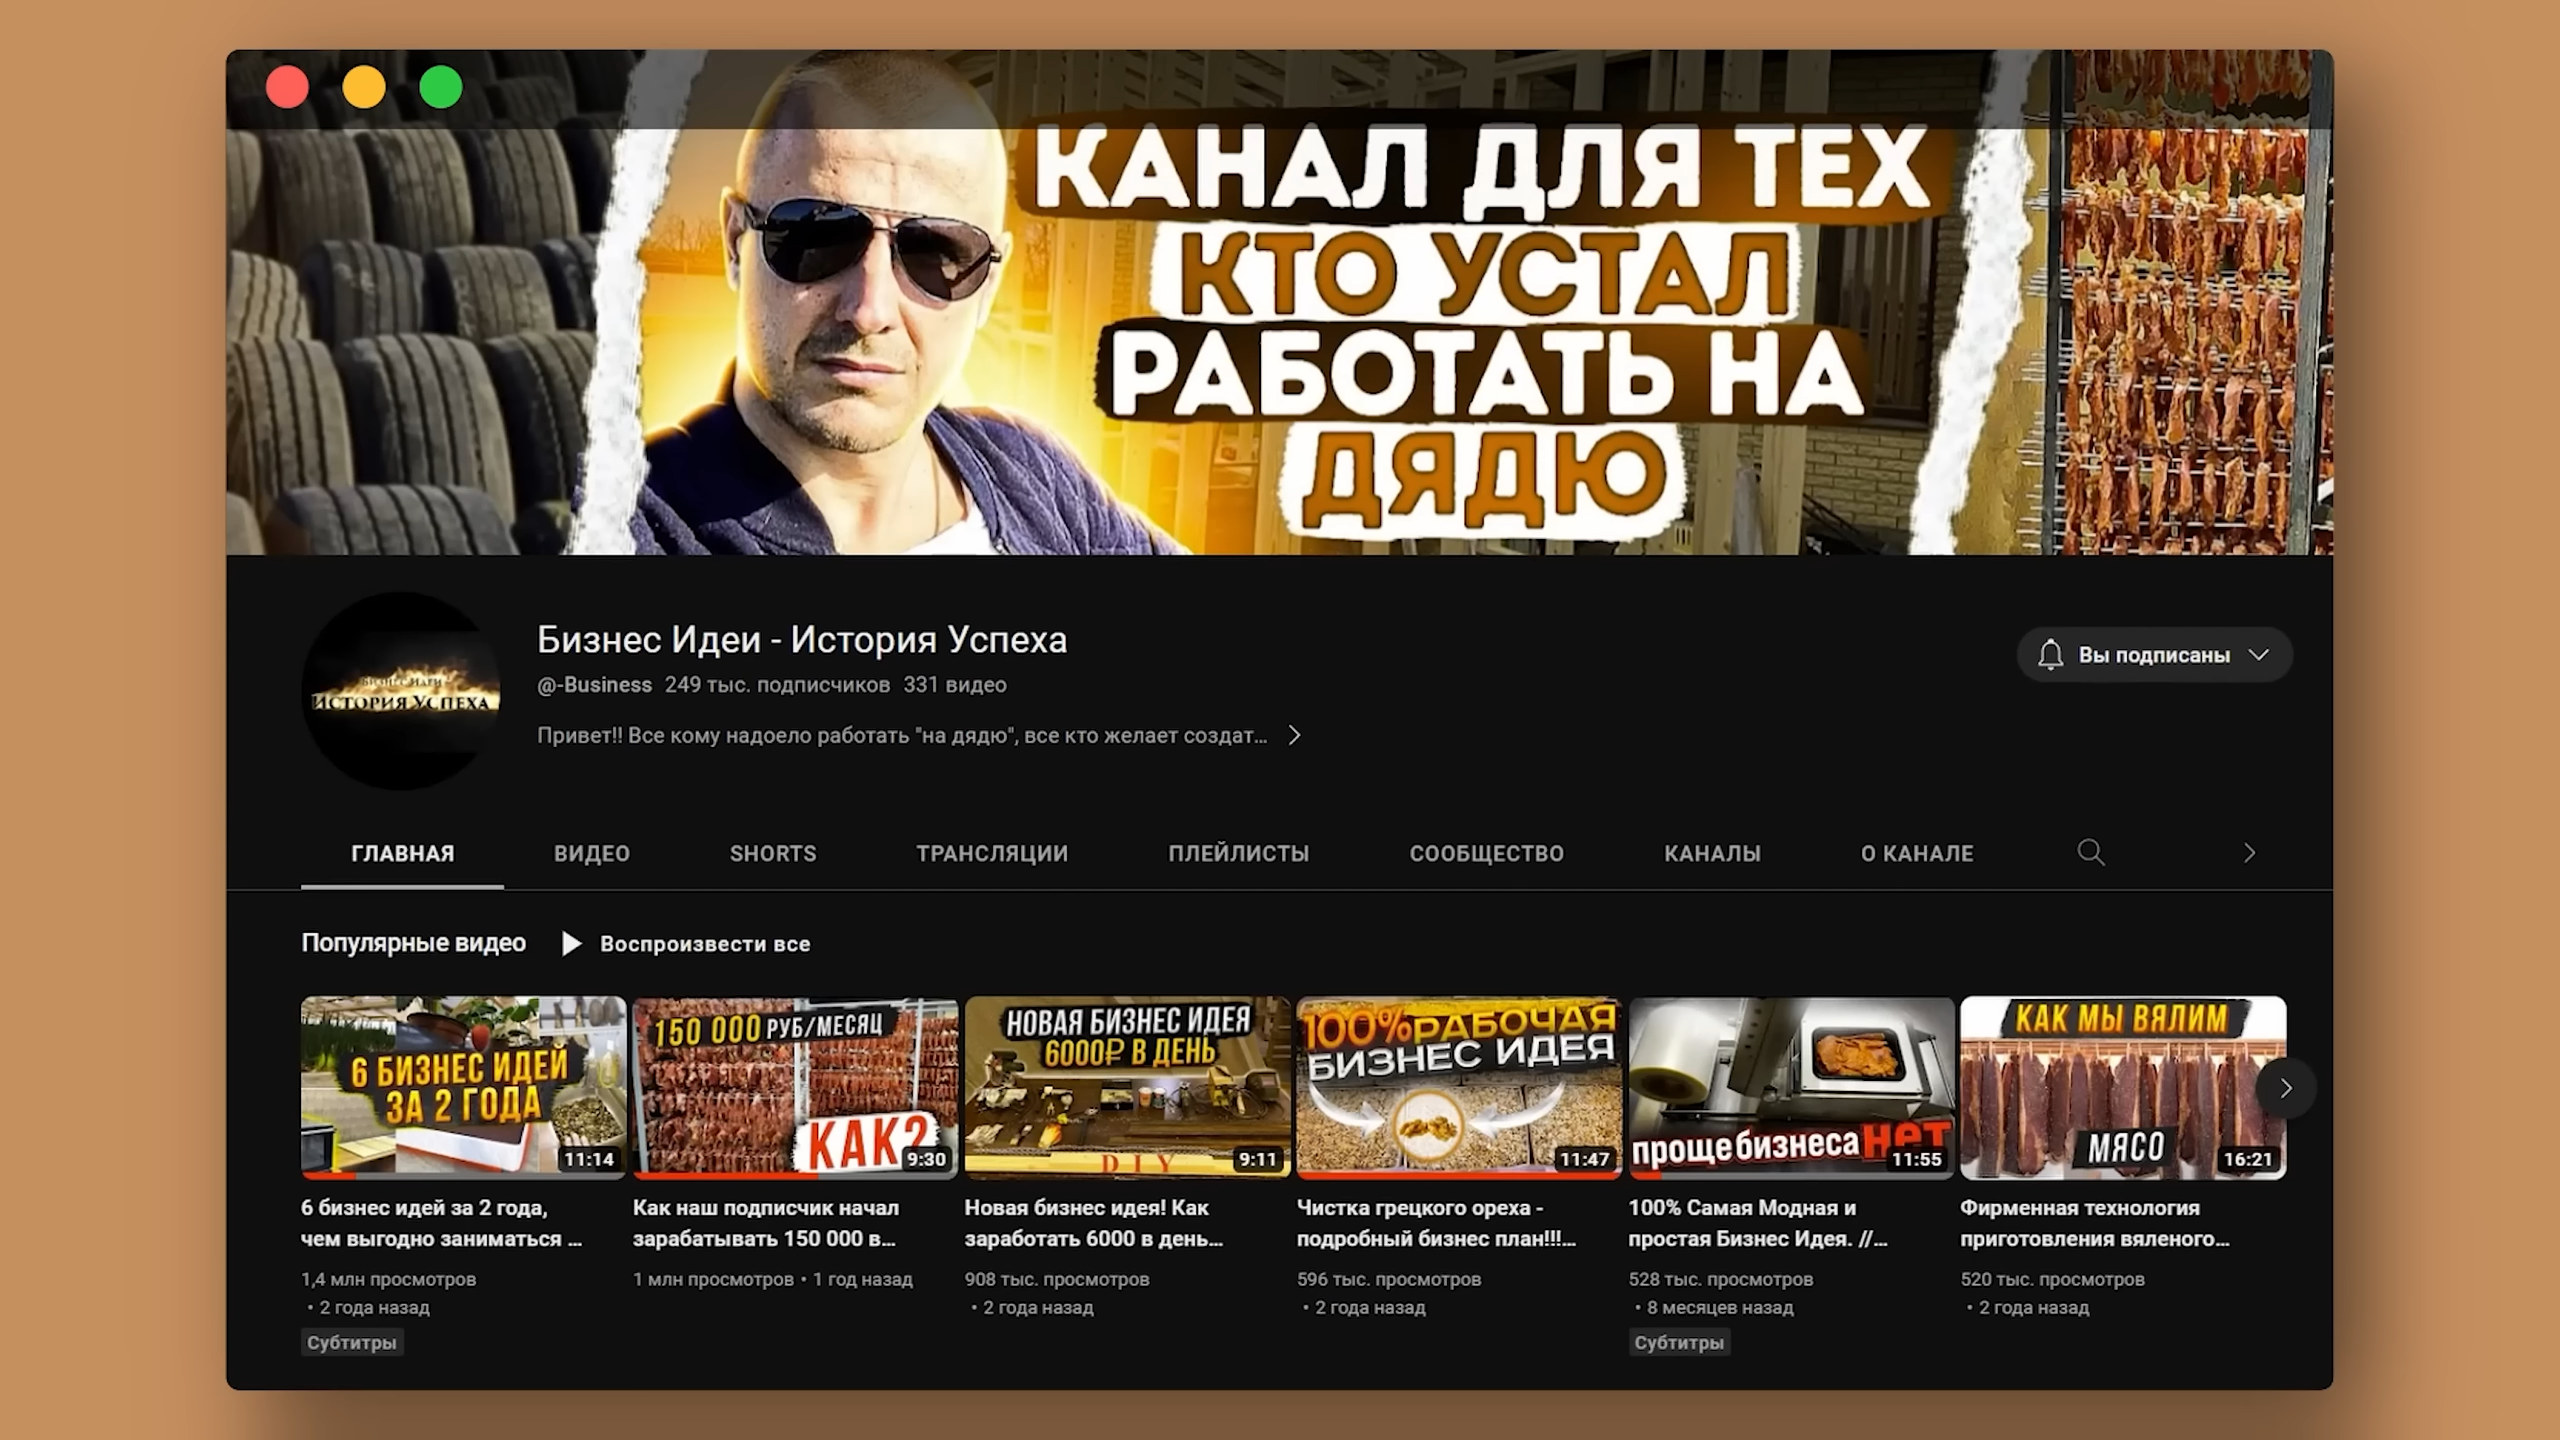 КАНАЛ ДЛЯ ТЕХ
КТО УСТАЛ
РАБОТАТЬ НА
ДЯДЮ
БИЗНЕС ИДЕИ
ИСТОРИЯ УСПЕХА
Бизнес Идеи - История Успеха
@-Business 249 тыс. подписчиков 331 видео
Привет!! Все кому надоело работать "на дядю", все кто желает создат...
Вы подписаны
ГЛАВНАЯ ВИДЕО SHORTS ТРАНСЛЯЦИИ ПЛЕЙЛИСТЫ СООБЩЕСТВО КАНАЛЫ О КАНАЛЕ
Популярные видео Воспроизвести все
6 БИЗНЕС ИДЕЙ
ЗА 2 ГОДА
11:14
6 бизнес идей за 2 года,
чем выгодно заниматься ...
1,4 млн просмотров
• 2 года назад
Субтитры
150 000 РУБ/МЕСЯЦ
КАК?
9:30
Как наш подписчик начал
зарабатывать 150 000 в...
1 млн просмотров • 1 год назад
НОВАЯ БИЗНЕС ИДЕЯ
6000₽ В ДЕНЬ
DIY
9:11
Новая бизнес идея! Как
заработать 6000 в день...
908 тыс. просмотров
• 2 года назад
100% РАБОЧАЯ
БИЗНЕС ИДЕЯ
11:47
Чистка грецкого ореха -
подробный бизнес план!!!...
596 тыс. просмотров
• 2 года назад
проще бизнеса нет
11:55
100% Самая Модная и
простая Бизнес Идея. //...
528 тыс. просмотров
• 8 месяцев назад
Субтитры
КАК МЫ ВЯЛИМ
МЯСО
16:21
Фирменная технология
приготовления вяленого...
520 тыс. просмотров
• 2 года назад